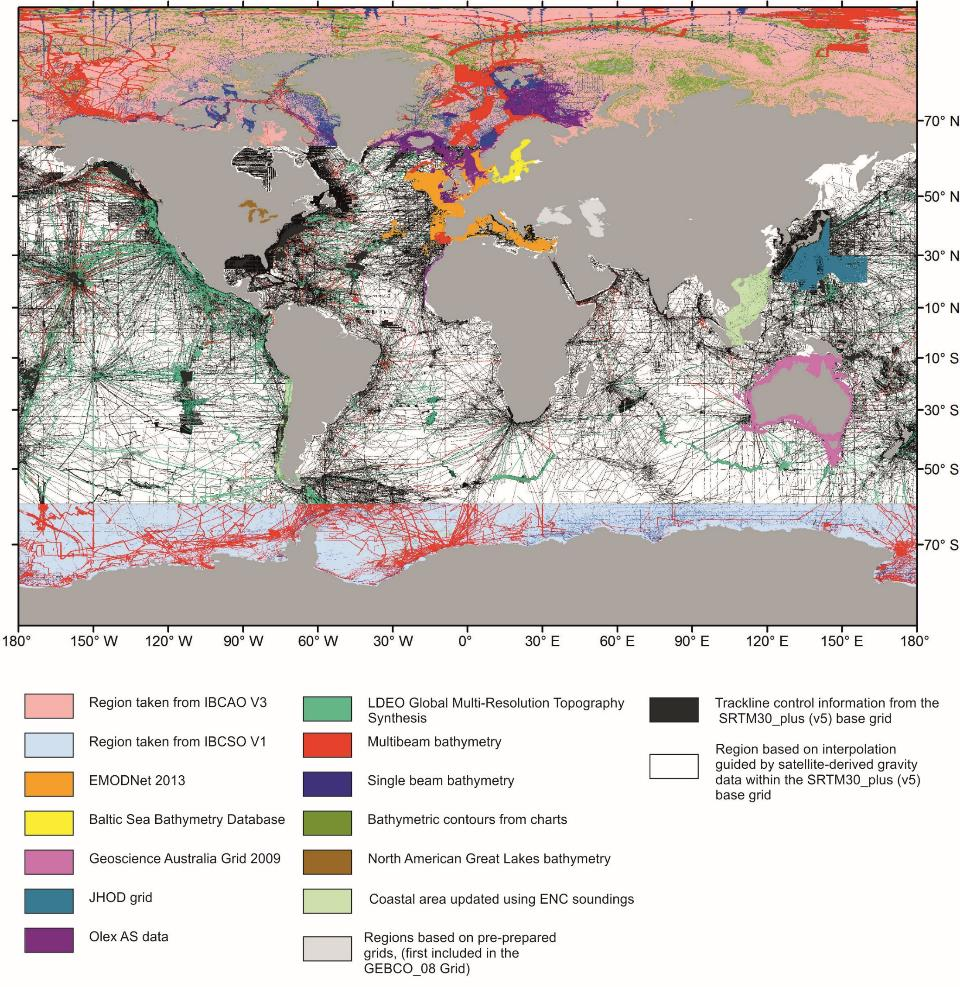 70° N
50° N
30° N
10° N
10° S
30° S
50° S
70° S
180° 150° W 120° W 90° W 60° W 30° W 0° 30° E 60° E 90° E 120° E 150° E 180°
Region taken from IBCAO V3
Region taken from IBCSO V1
EMODNet 2013
Baltic Sea Bathymetry Database
Geoscience Australia Grid 2009
JHOD grid
Olex AS data
LDEO Global Multi-Resolution Topography
Synthesis
Multibeam bathymetry
Single beam bathymetry
Bathymetric contours from charts
North American Great Lakes bathymetry
Coastal area updated using ENC soundings
Regions based on pre-prepared
grids, (first included in the
GEBCO_08 Grid)
Trackline control information from the
SRTM30_plus (v5) base grid
Region based on interpolation
guided by satellite-derived gravity
data within the SRTM30_plus (v5)
base grid